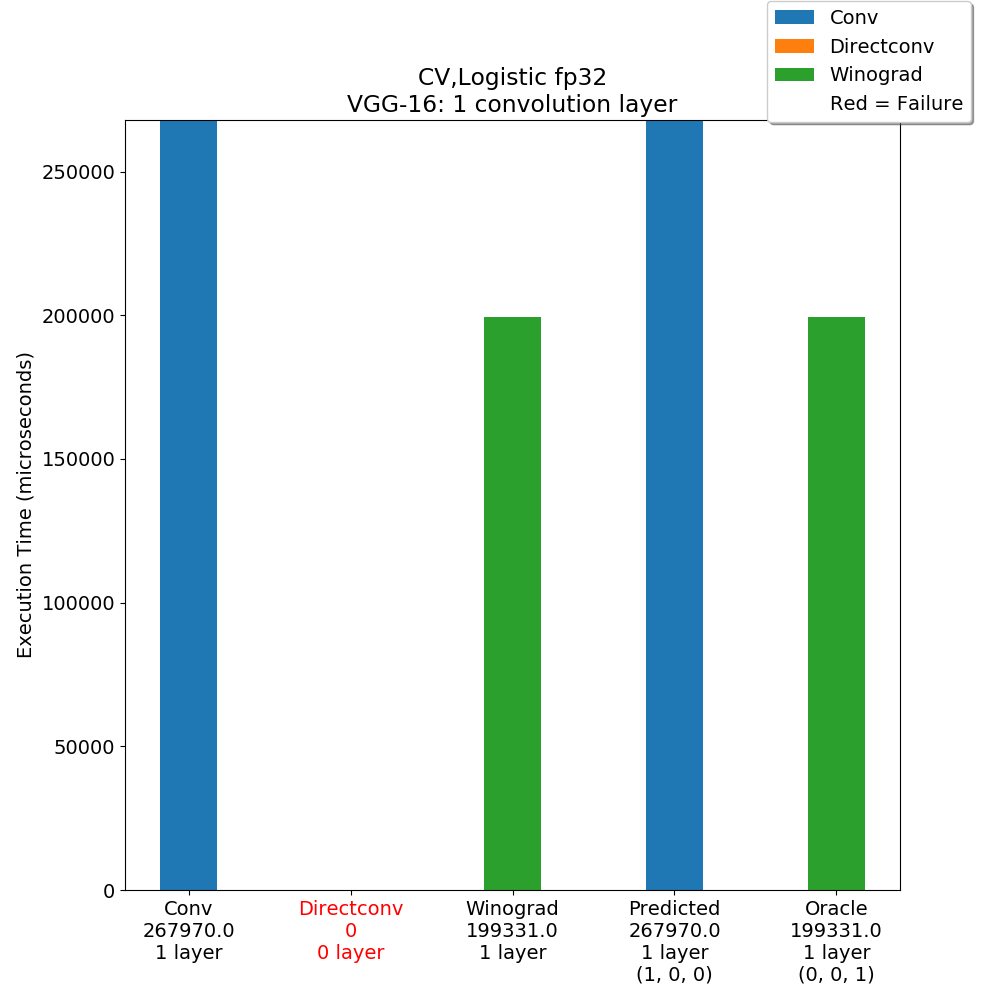 Conv
Directconv
Winograd
Red = Failure
CV,Logistic fp32
VGG-16: 1 convolution layer
Execution Time (microseconds)
250000
200000
150000
100000
50000
0
Conv
267970.0
1 layer
Directconv
0
0 layer
Winograd
199331.0
1 layer
Predicted
267970.0
1 layer
(1, 0, 0)
Oracle
199331.0
1 layer
(0, 0, 1)